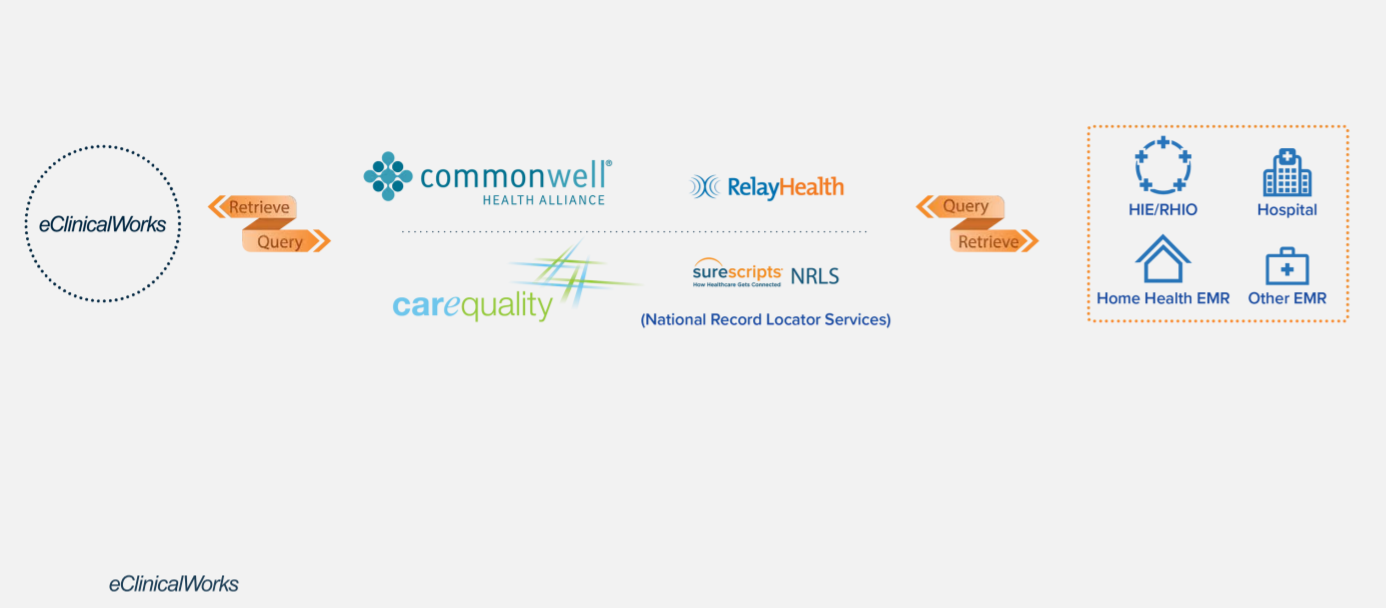 eClinicalWorks
Retrieve
Query
commonwell®
HEALTH ALLIANCE
RelayHealth
carequality
surescripts
How Healthcare Gets Connected
NRLS
(National Record Locator Services)
Query
Retrieve
HIE/RHIO
Hospital
Home Health EMR
Other EMR
eClinicalWorks